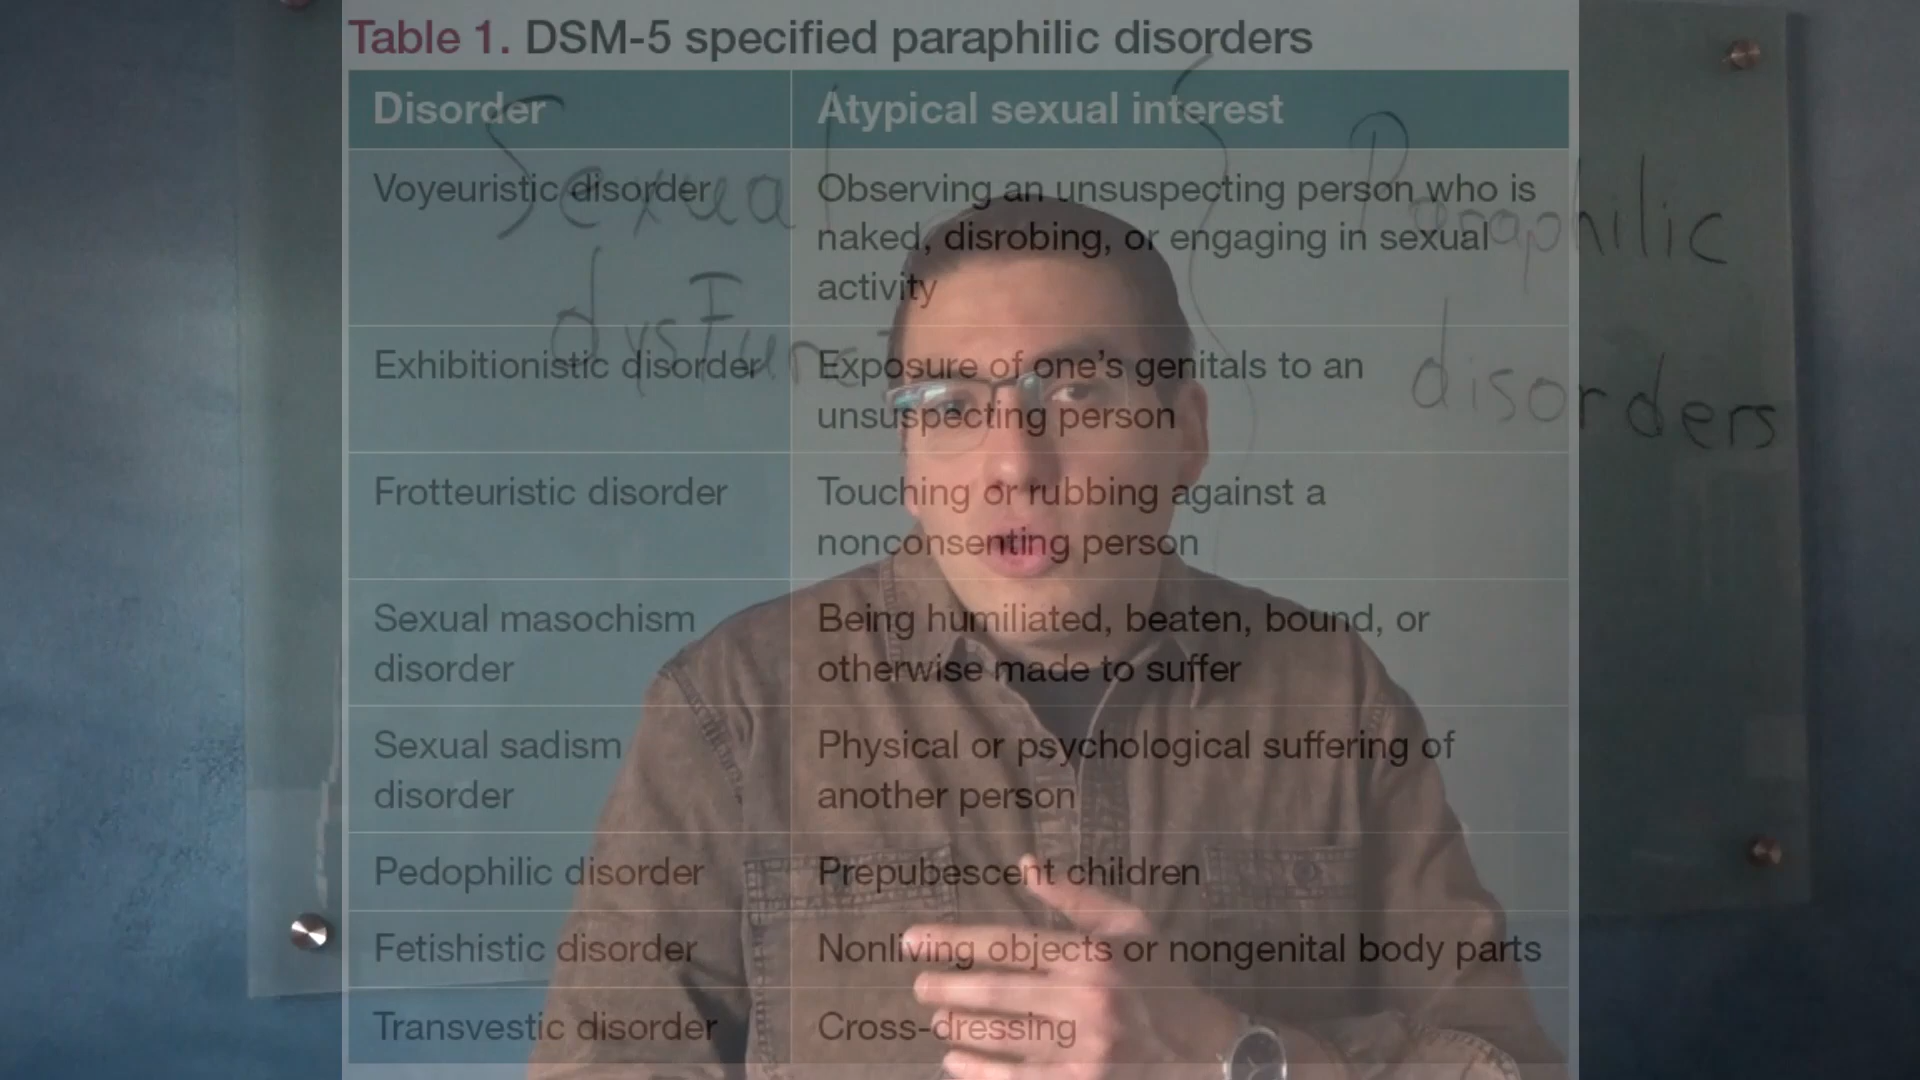 Table 1. DSM-5 specified paraphilic disorders
Disorder
Atypical sexual interest
Voyeuristic disorder
Observing an unsuspecting person who is
naked, disrobing, or engaging in sexual
activity
Exhibitionistic disorder
Exposure of one's genitals to an
unsuspecting person
Frotteuristic disorder
Touching or rubbing against a
nonconsenting person
Sexual masochism
disorder
Being humiliated, beaten, bound, or
otherwise made to suffer
Sexual sadism
disorder
Physical or psychological suffering of
another person
Pedophilic disorder
Prepubescent children
Fetishistic disorder
Nonliving objects or nongenital body parts
Transvestic disorder
Cross-dressing
Sexual
Paraphilic
disorders